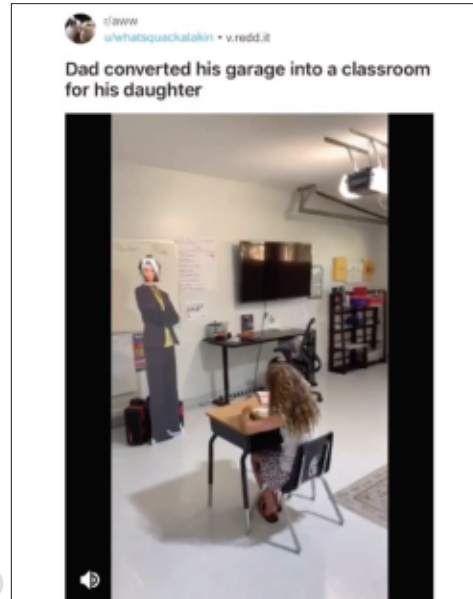 r/aww
u/whatsquackalakin • v.redd.it
Dad converted his garage into a classroom
for his daughter